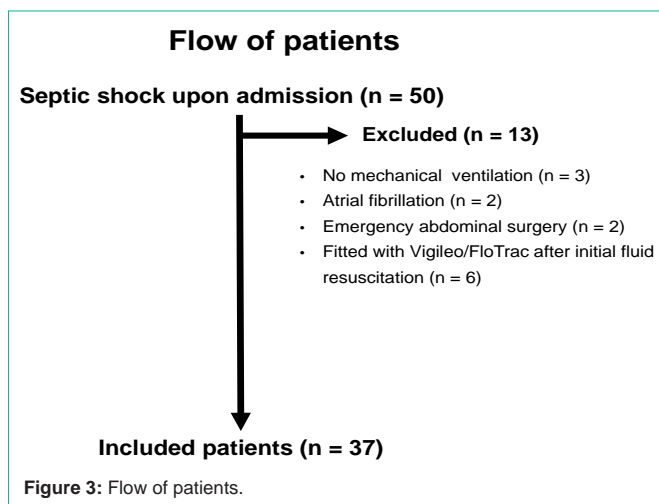 Flow of patients
Septic shock upon admission (n = 50)
Excluded (n = 13)
• No mechanical ventilation (n = 3)
• Atrial fibrillation (n = 2)
• Emergency abdominal surgery (n = 2)
• Fitted with Vigileo/FloTrac after initial fluid
resuscitation (n = 6)
Included patients (n = 37)
Figure 3: Flow of patients.